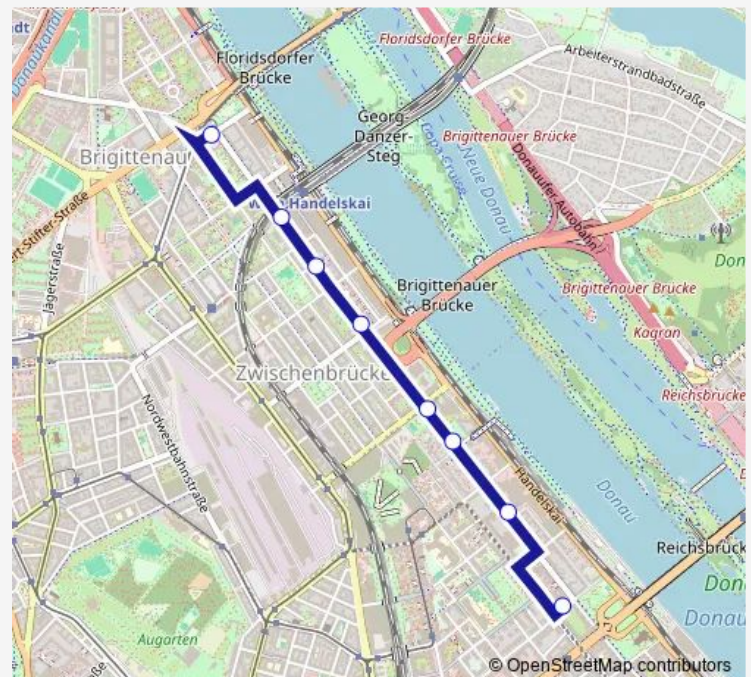 Floridsdorfer
Brücke
Floridsdorfer Brücke
Arbeiterstrandbadstraße
Georg-
Danzer-
Steg
Brigittenauer Brücke
Brigittenau
Donauufer Autobahn
Neue Donau
Handelskai
Jägerstraße
Brigittenauer
Brücke
Brigittenauer Brücke
Kagran
Zwischenbrücke
Reichsbrücke
Nordwestbahnstraße
Handelskai
Donau
Reichsbrück
Augarten
© OpenStreetMap contributors